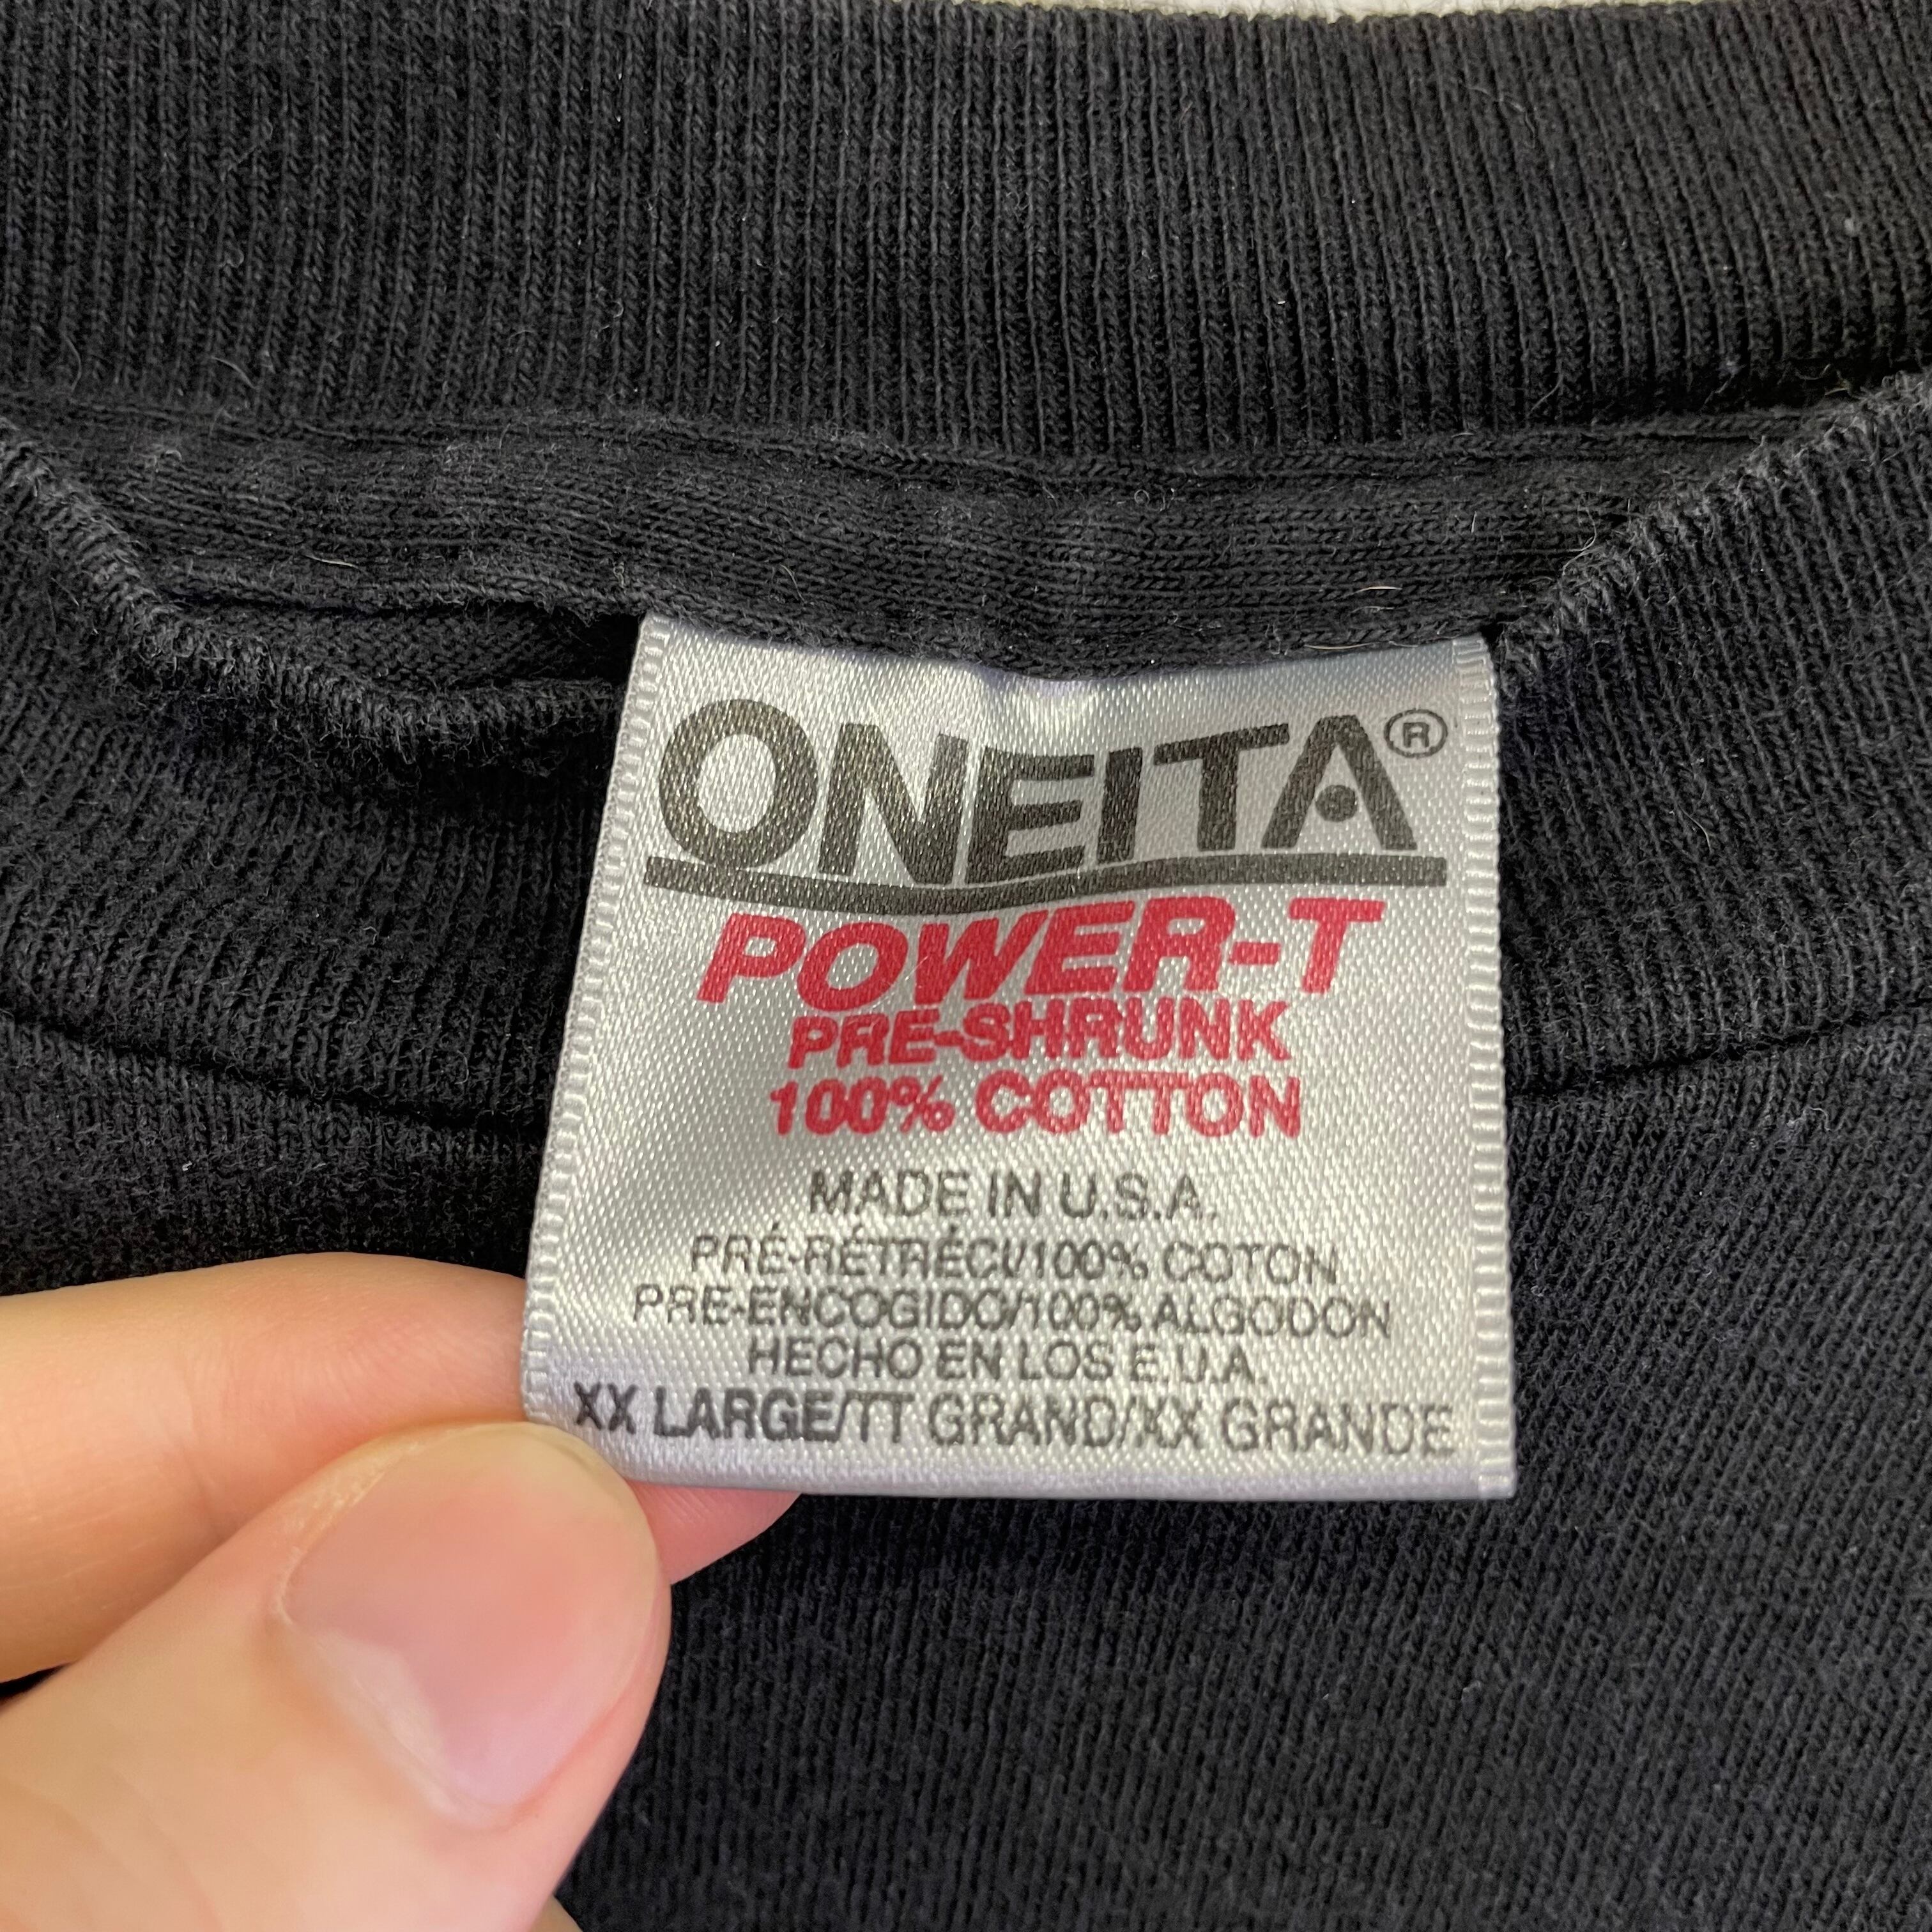 ONEITA®
POWER-T
PRE-SHRUNK
100% COTTON
MADE IN U.S.A.
PRÉ-RÉTRÉCI/100% COTON
PRE-ENCOGIDO/100% ALGODON
HECHO EN LOS E.U.A.
XX LARGE/TT GRAND/XX GRANDE